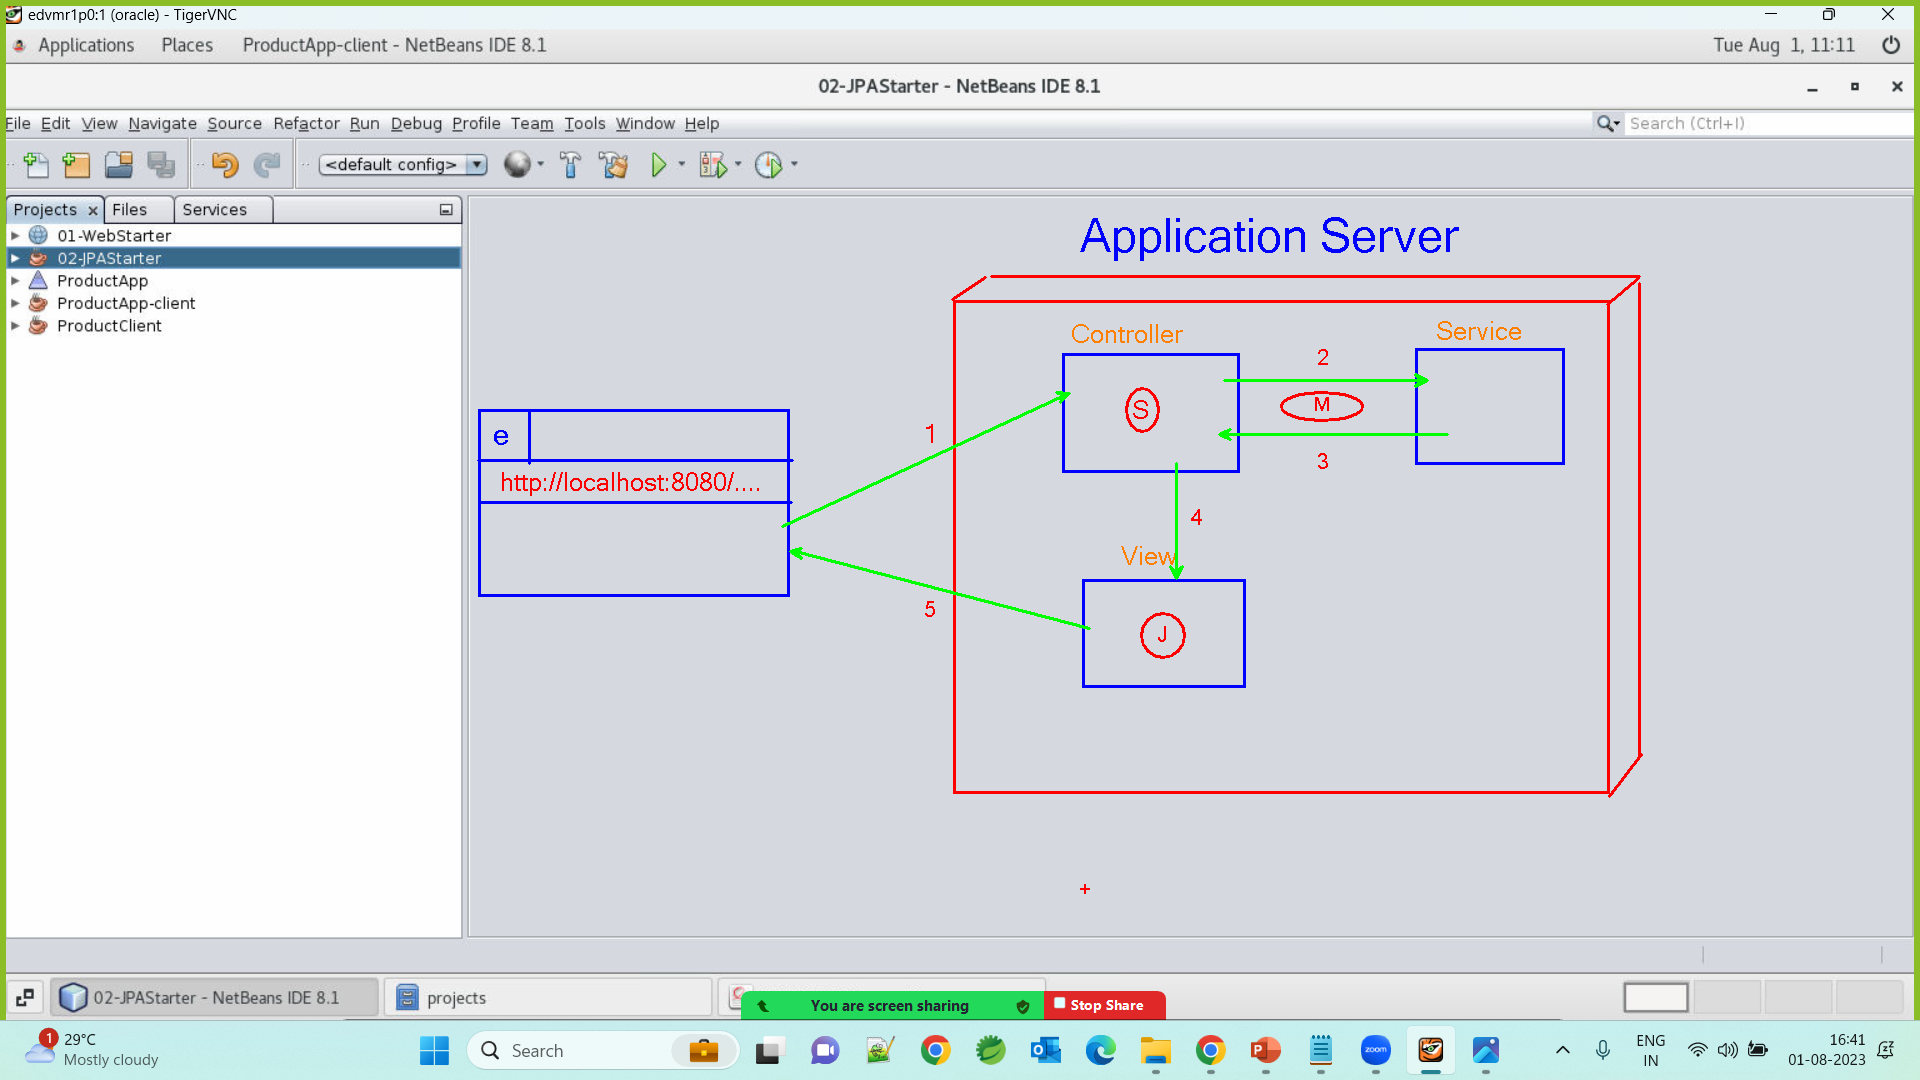 edvmr1p0:1 (oracle) - TigerVNC
Applications Places ProductApp-client - NetBeans IDE 8.1 Tue Aug 1, 11:11
02-JPAStarter - NetBeans IDE 8.1
File Edit View Navigate Source Refactor Run Debug Profile Team Tools Window Help Search (Ctrl+I)
<default config>
Projects Files Services
01-WebStarter
02-JPAStarter
ProductApp
ProductApp-client
ProductClient
Application Server
Controller
Service
S
2
M
3
1
e
http://localhost:8080/....
4
View
J
5
02-JPAStarter - NetBeans IDE 8.1 projects
You are screen sharing Stop Share
1
29°C
Mostly cloudy
Search
zoom
ENG
IN
16:41
01-08-2023